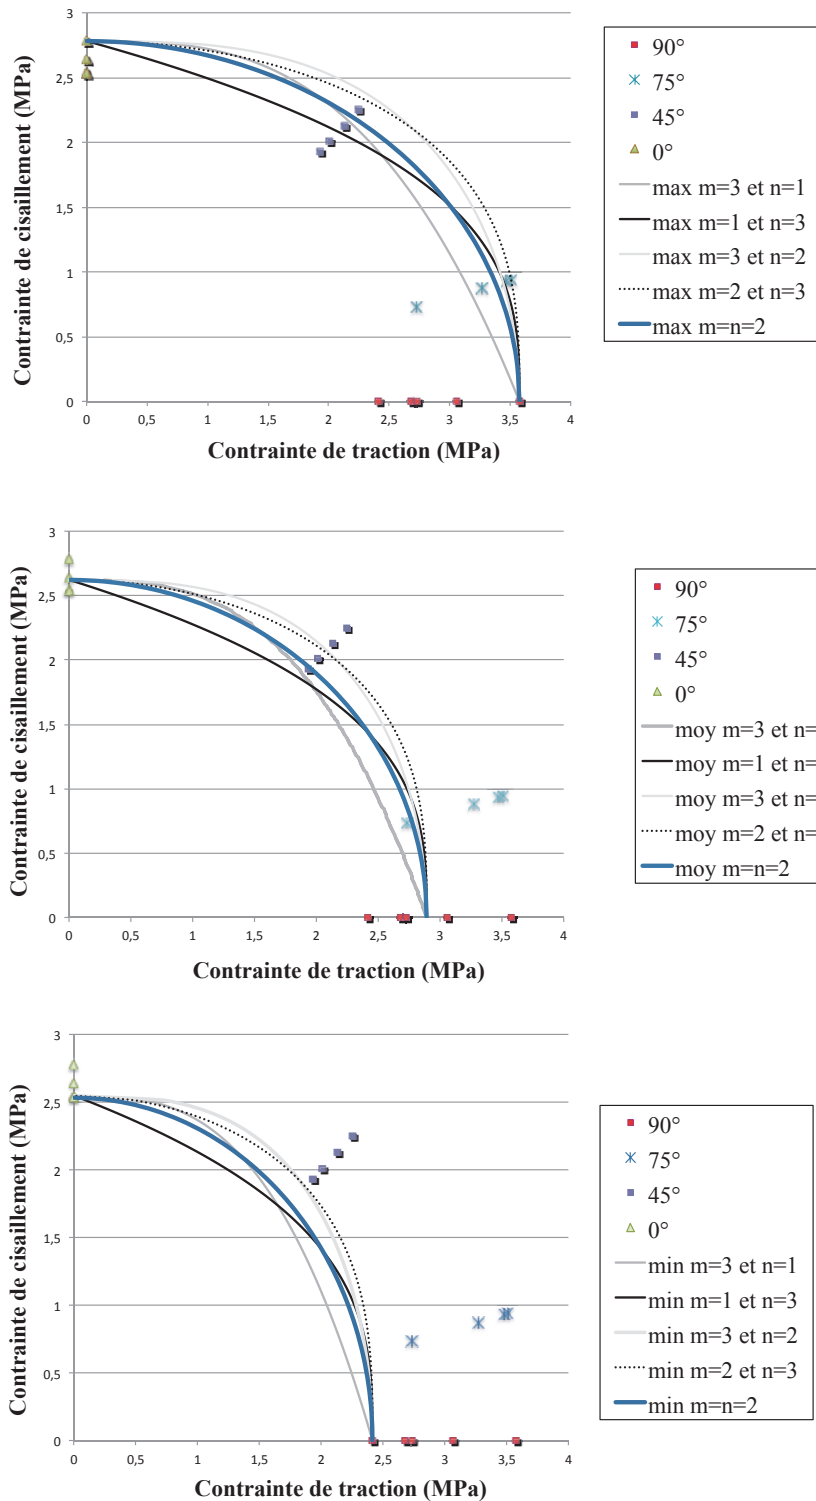 3
2,5
2
1,5
1
0,5
0
0 0,5 1 1,5 2 2,5 3 3,5 4
Contrainte de cisaillement (MPa)
Contrainte de traction (MPa)
90°
75°
45°
0°
max m=3 et n=1
max m=1 et n=3
max m=3 et n=2
max m=2 et n=3
max m=n=2
3
2,5
2
1,5
1
0,5
0
0 0,5 1 1,5 2 2,5 3 3,5 4
Contrainte de cisaillement (MPa)
Contrainte de traction (MPa)
90°
75°
45°
0°
moy m=3 et n=
moy m=1 et n=
moy m=3 et n=
moy m=2 et n=
moy m=n=2
3
2,5
2
1,5
1
0,5
0
0 0,5 1 1,5 2 2,5 3 3,5 4
Contrainte de cisaillement (MPa)
Contrainte de traction (MPa)
90°
75°
45°
0°
min m=3 et n=1
min m=1 et n=3
min m=3 et n=2
min m=2 et n=3
min m=n=2